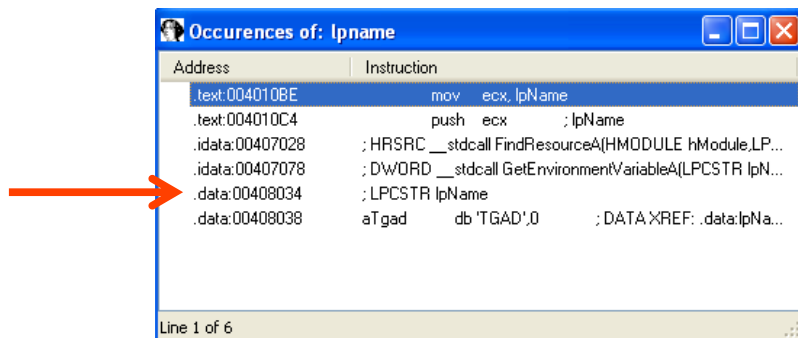 Occurences of: lpname
Address Instruction
.text:004010BE mov ecx, lpName
.text:004010C4 push ecx ; lpName
.idata:00407028 ; HRSRC __stdcall FindResourceA(HMODULE hModule,LP...
.idata:00407078 ; DWORD __stdcall GetEnvironmentVariableA(LPCSTR lpN...
.data:00408034 ; LPCSTR lpName
.data:00408038 aTgad db 'TGAD',0 ; DATA XREF: .data:lpNa...
Line 1 of 6